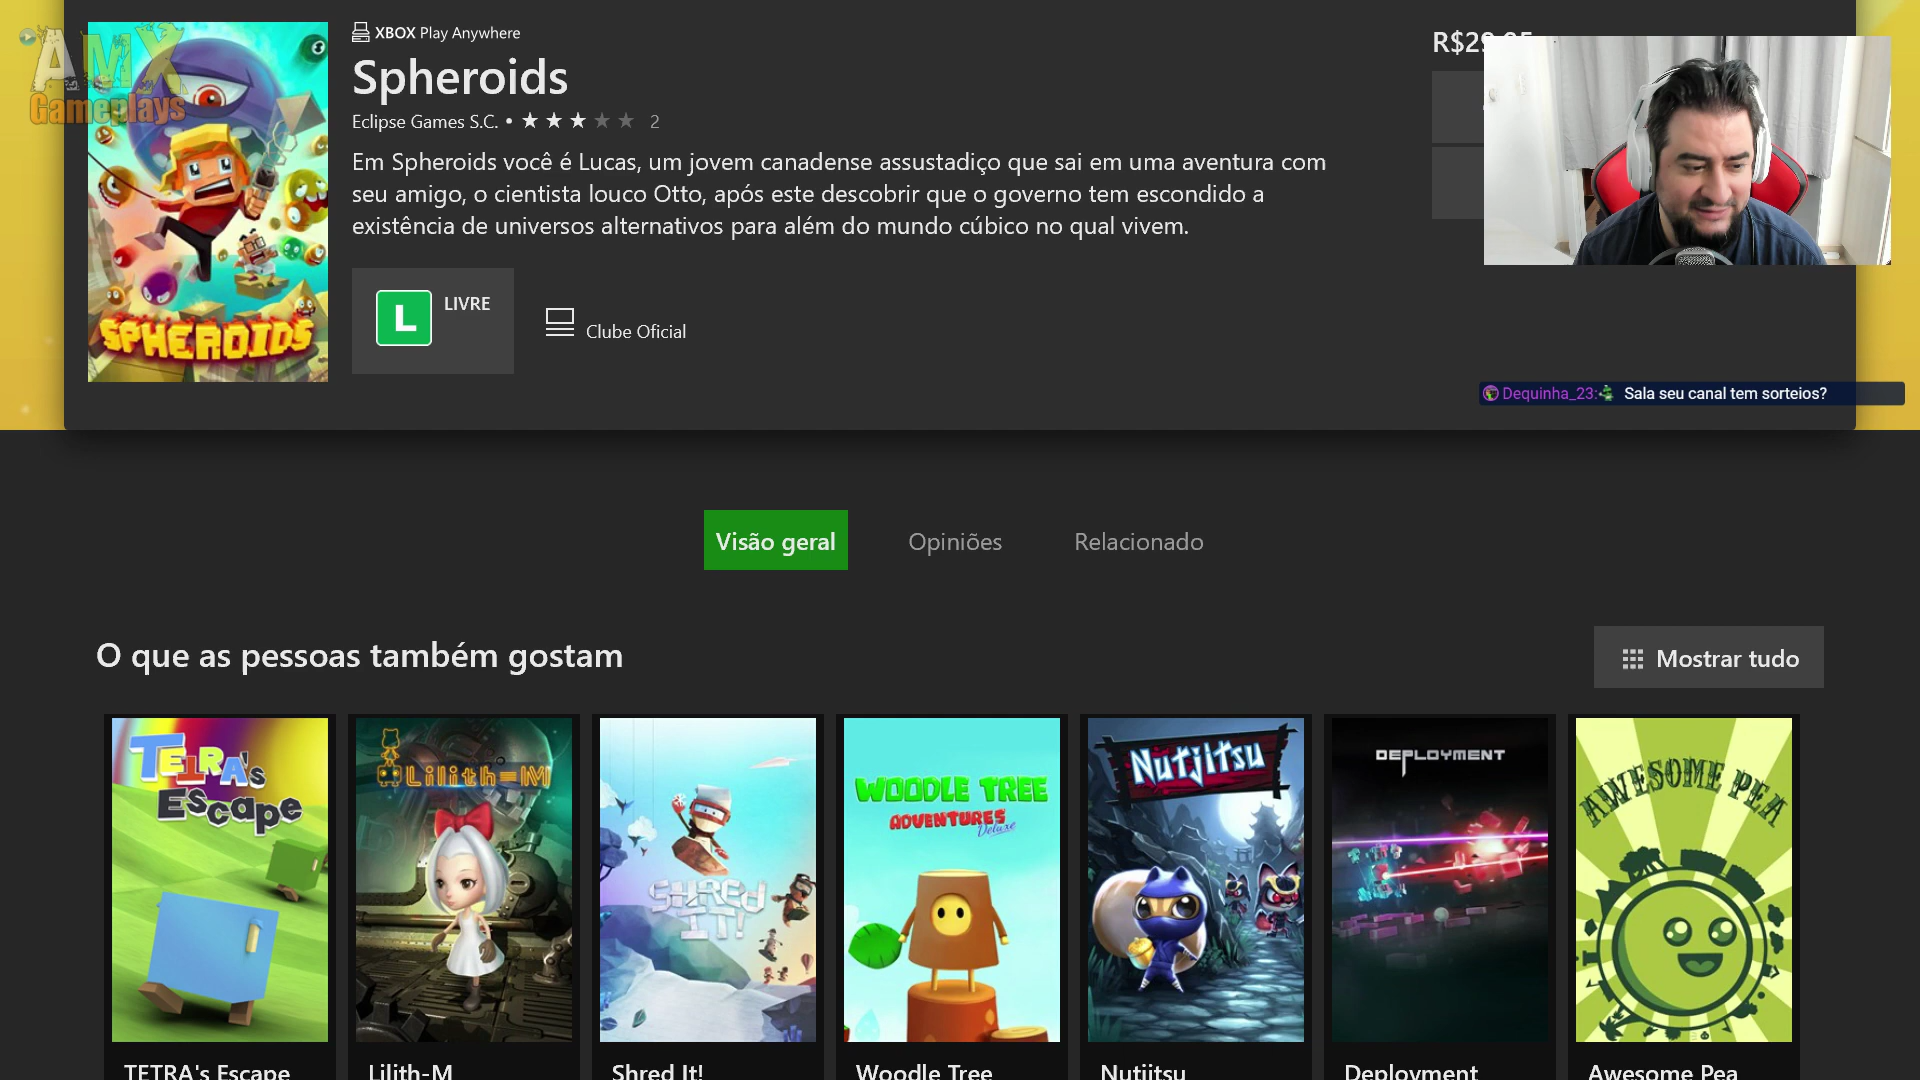 AMX
Gameplays
SPHEROIDS
XBOX Play Anywhere
Spheroids
Eclipse Games S.C. • ★ ★ ★ ★ ★ 2
Em Spheroids você é Lucas, um jovem canadense assustadiço que sai em uma aventura com
seu amigo, o cientista louco Otto, após este descobrir que o governo tem escondido a
existência de universos alternativos para além do mundo cúbico no qual vivem.
L LIVRE
Clube Oficial
Dequinha_23: Sala seu canal tem sorteios?
Visão geral
Opiniões
Relacionado
O que as pessoas também gostam
Mostrar tudo
TETRA's
Escape
Lilith=M
SHRED
IT!
WOODLE TREE
ADVENTURES
Deluxe
Nutjitsu
DEPLOYMENT
AWESOME PEA
TETRA's Escape
Lilith-M
Shred It!
Woodle Tree
Nutjitsu
Deployment
Awesome Pea